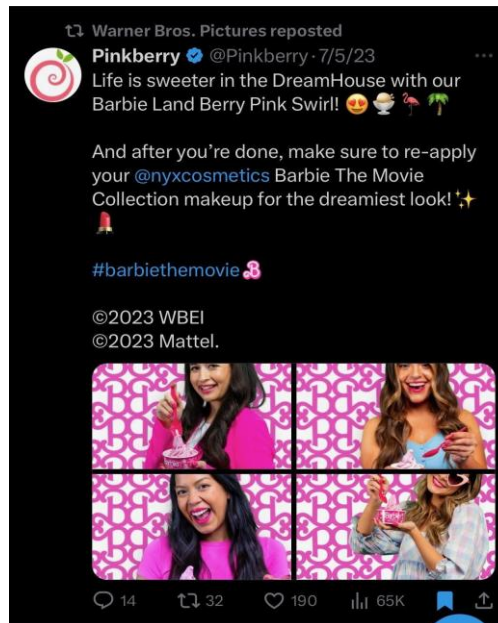 Warner Bros. Pictures reposted
Pinkberry @Pinkberry · 7/5/23
Life is sweeter in the DreamHouse with our
Barbie Land Berry Pink Swirl! 😍🍨🦩🌴
And after you're done, make sure to re-apply
your @nyxcosmetics Barbie The Movie
Collection makeup for the dreamiest look!✨
💄
#barbiethemovie
©2023 WBEI
©2023 Mattel.
14 32 190 65K